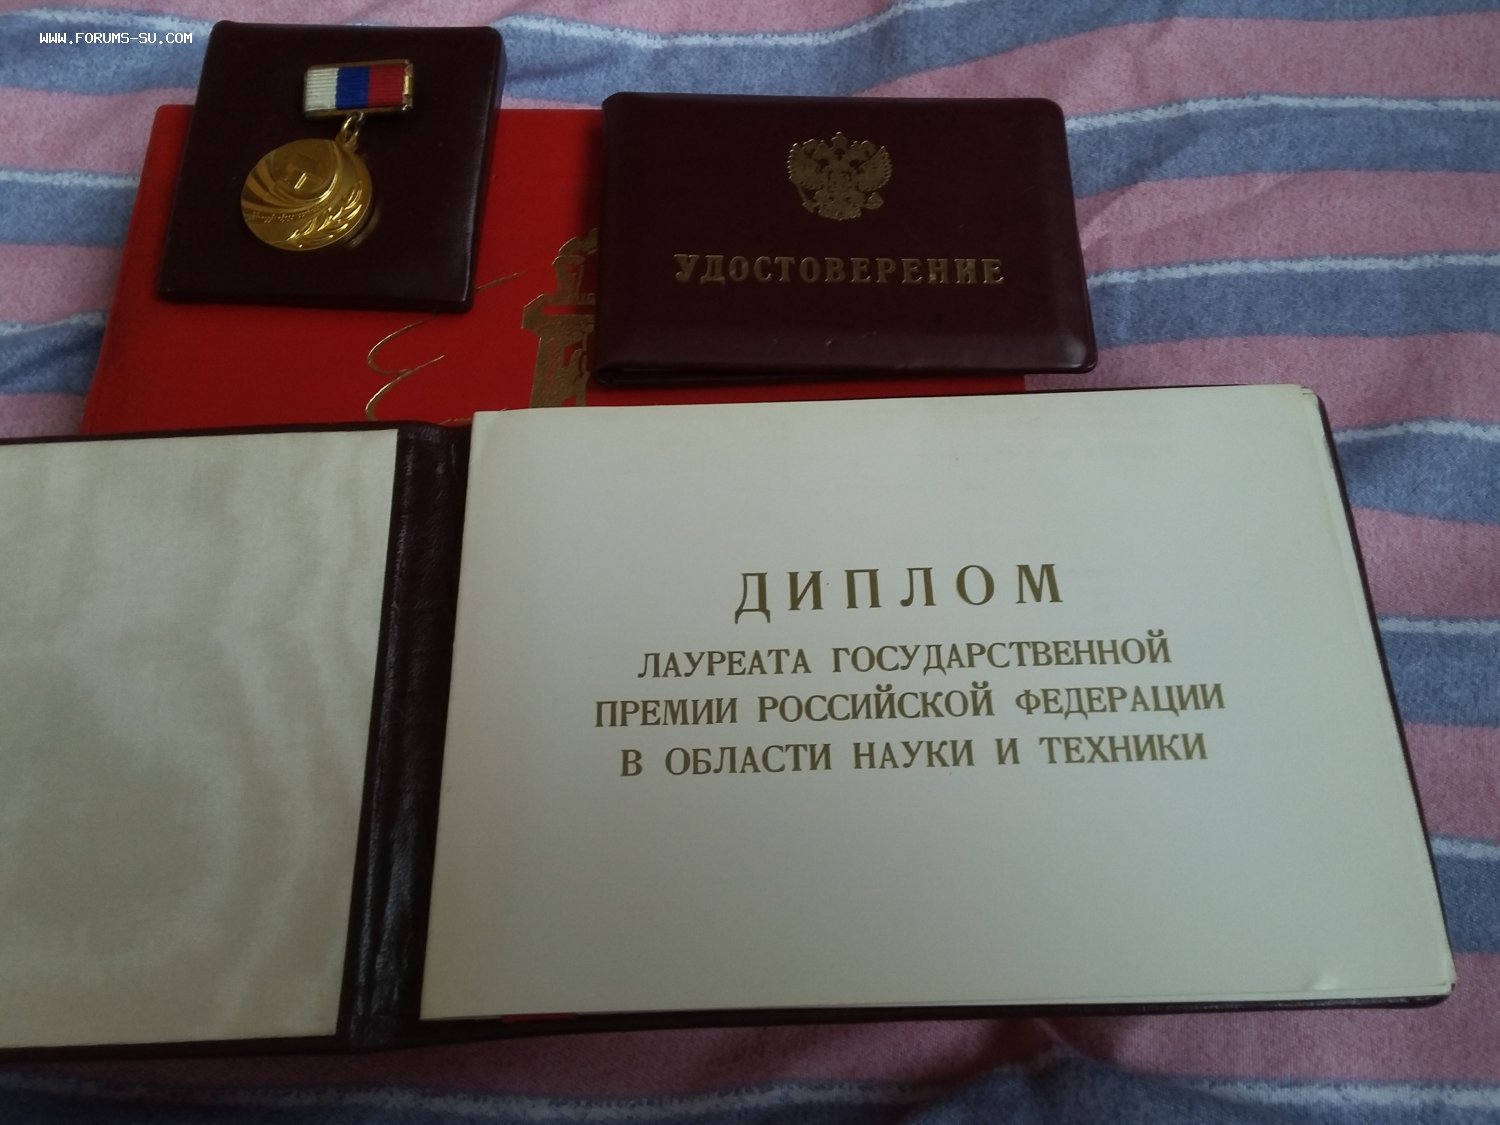 WWW.FORUMS-SU.COM
УДОСТОВЕРЕНИЕ
ДИПЛОМ
ЛАУРЕАТА ГОСУДАРСТВЕННОЙ
ПРЕМИИ РОССИЙСКОЙ ФЕДЕРАЦИИ
В ОБЛАСТИ НАУКИ И ТЕХНИКИ